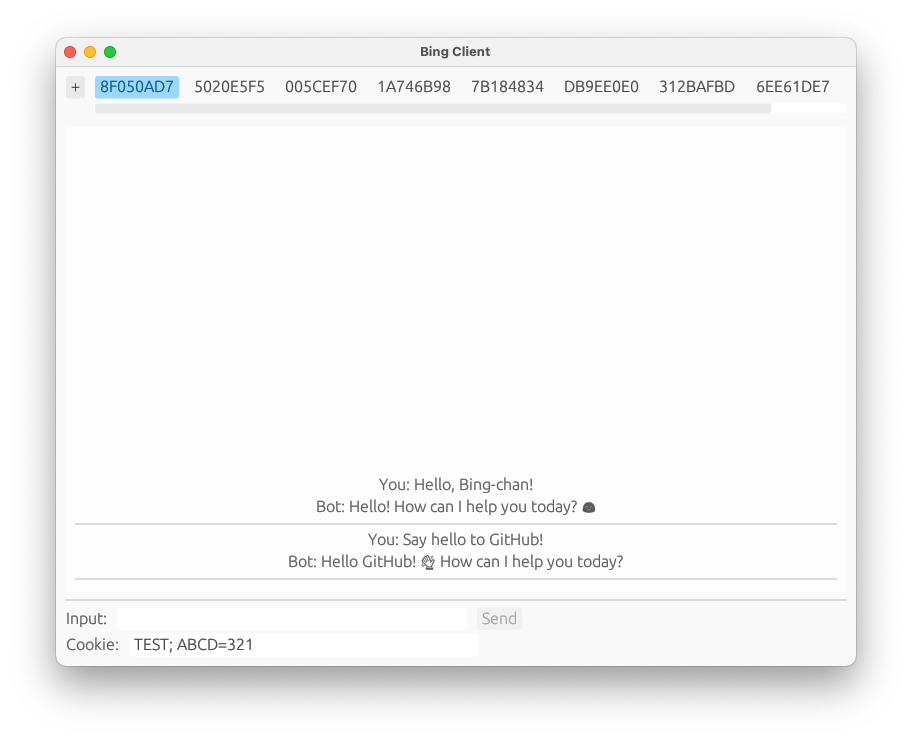 Bing Client
+ 8F050AD7 5020E5F5 005CEF70 1A746B98 7B184834 DB9EE0E0 312BAFBD 6EE61DE7
You: Hello, Bing-chan!
Bot: Hello! How can I help you today?
You: Say hello to GitHub!
Bot: Hello GitHub! 👋 How can I help you today?
Input: Send
Cookie: TEST; ABCD=321